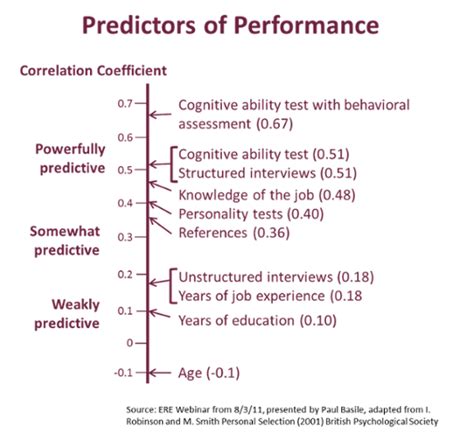 Predictors of Performance
Correlation Coefficient
0.7
Cognitive ability test with behavioral
assessment (0.67)
0.6
Powerfully
predictive
Cognitive ability test (0.51)
0.5
Structured interviews (0.51)
Knowledge of the job (0.48)
0.4
Personality tests (0.40)
Somewhat
predictive
0.3
References (0.36)
0.2
Unstructured interviews (0.18)
Years of job experience (0.18
Weakly
predictive
0.1
Years of education (0.10)
0
-0.1
Age (-0.1)
Source: ERE Webinar from 8/3/11, presented by Paul Basile, adapted from I.
Robinson and M. Smith Personal Selection (2001) British Psychological Society